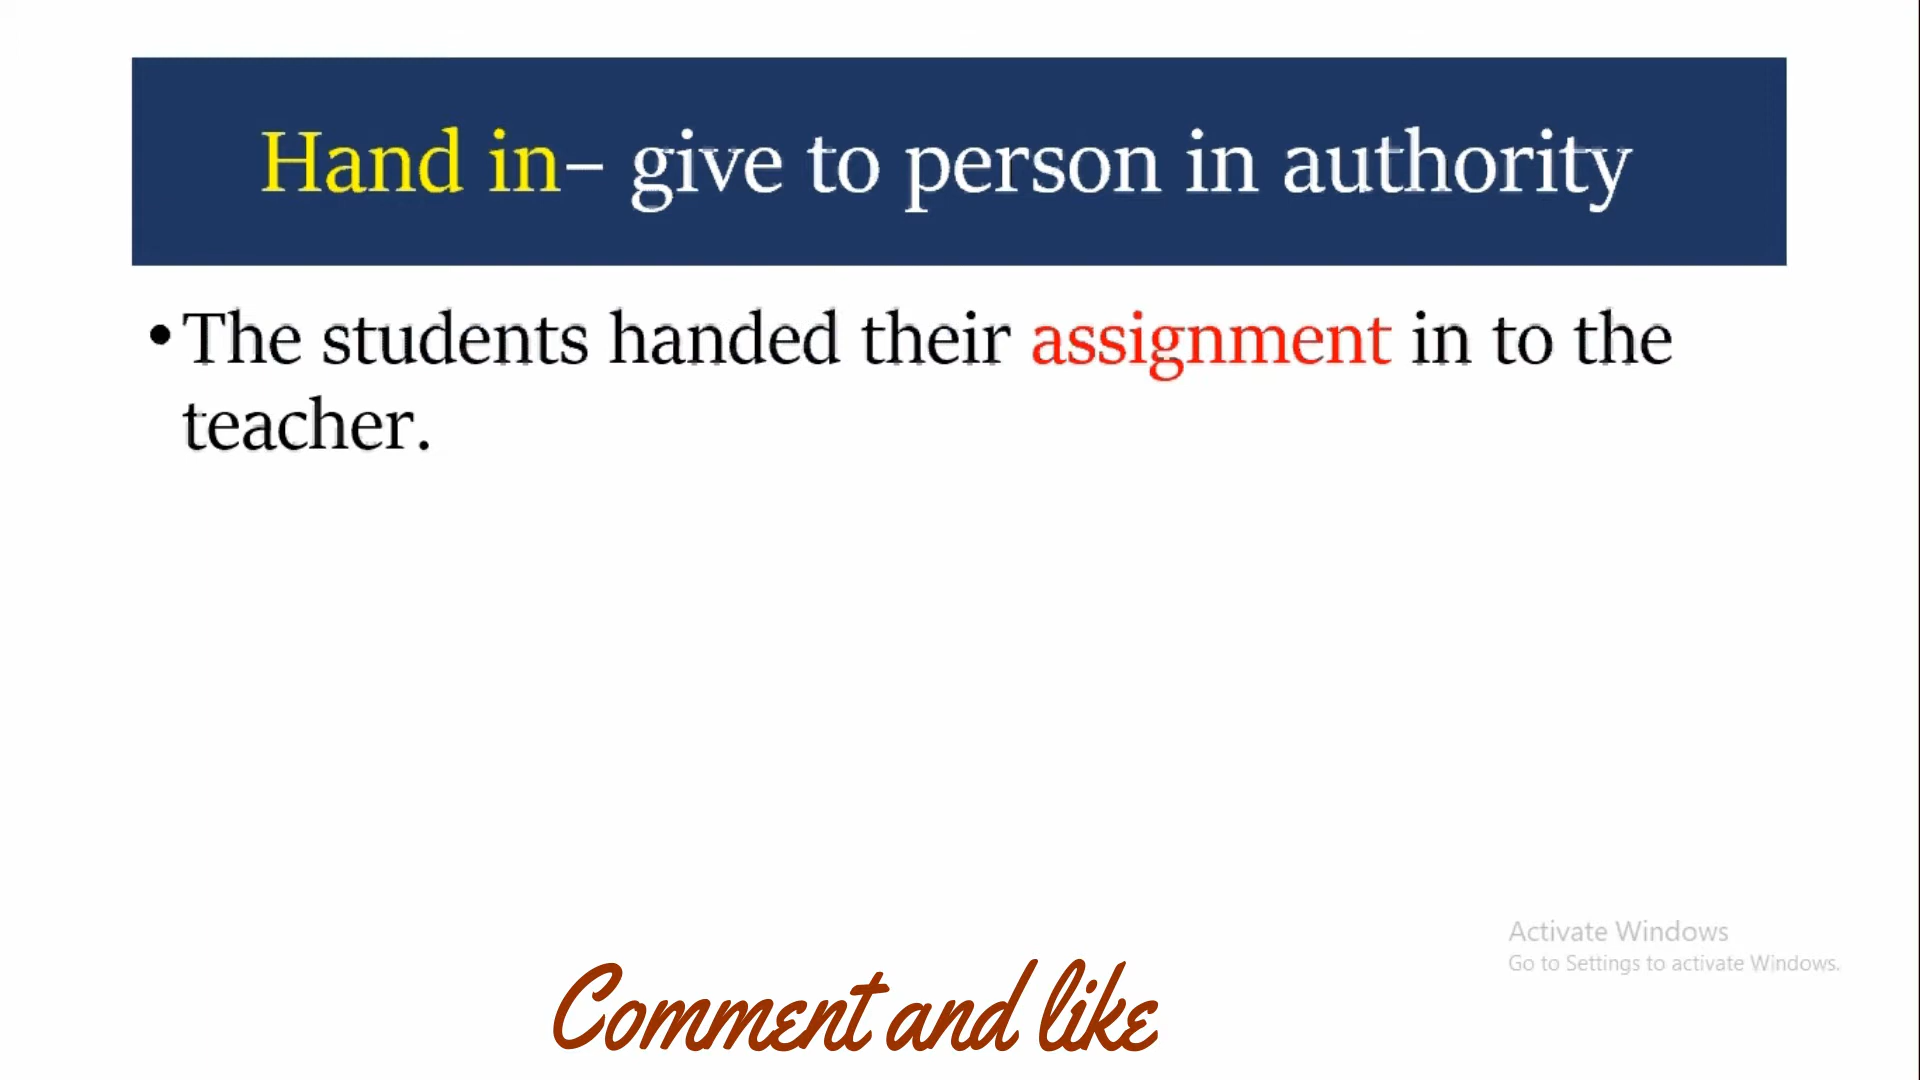 Hand in– give to person in authority
•The students handed their assignment in to the
teacher.
Activate Windows
Go to Settings to activate Windows.
Comment and like